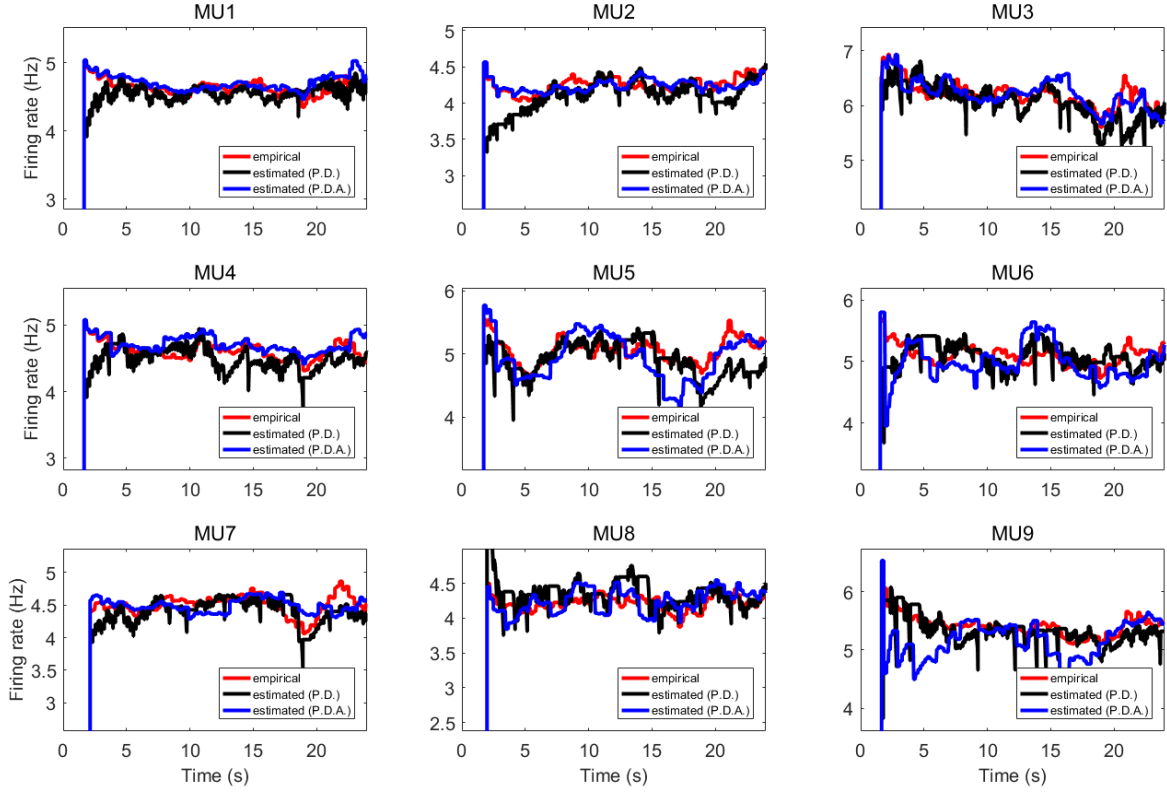 MU1
MU2
MU3
Firing rate (Hz)
5
4
3
4.5
4
3.5
3
7
6
5
empirical
estimated (P.D.)
estimated (P.D.A.)
empirical
estimated (P.D.)
estimated (P.D.A.)
empirical
estimated (P.D.)
estimated (P.D.A.)
0 5 10 15 20
0 5 10 15 20
0 5 10 15 20
MU4
MU5
MU6
Firing rate (Hz)
5
4
3
6
5
4
6
5
4
empirical
estimated (P.D.)
estimated (P.D.A.)
empirical
estimated (P.D.)
estimated (P.D.A.)
empirical
estimated (P.D.)
estimated (P.D.A.)
0 5 10 15 20
0 5 10 15 20
0 5 10 15 20
MU7
MU8
MU9
Firing rate (Hz)
5
4.5
4
3.5
3
4.5
4
3.5
3
2.5
6
5
4
empirical
estimated (P.D.)
estimated (P.D.A.)
empirical
estimated (P.D.)
estimated (P.D.A.)
empirical
estimated (P.D.)
estimated (P.D.A.)
0 5 10 15 20
0 5 10 15 20
0 5 10 15 20
Time (s)
Time (s)
Time (s)